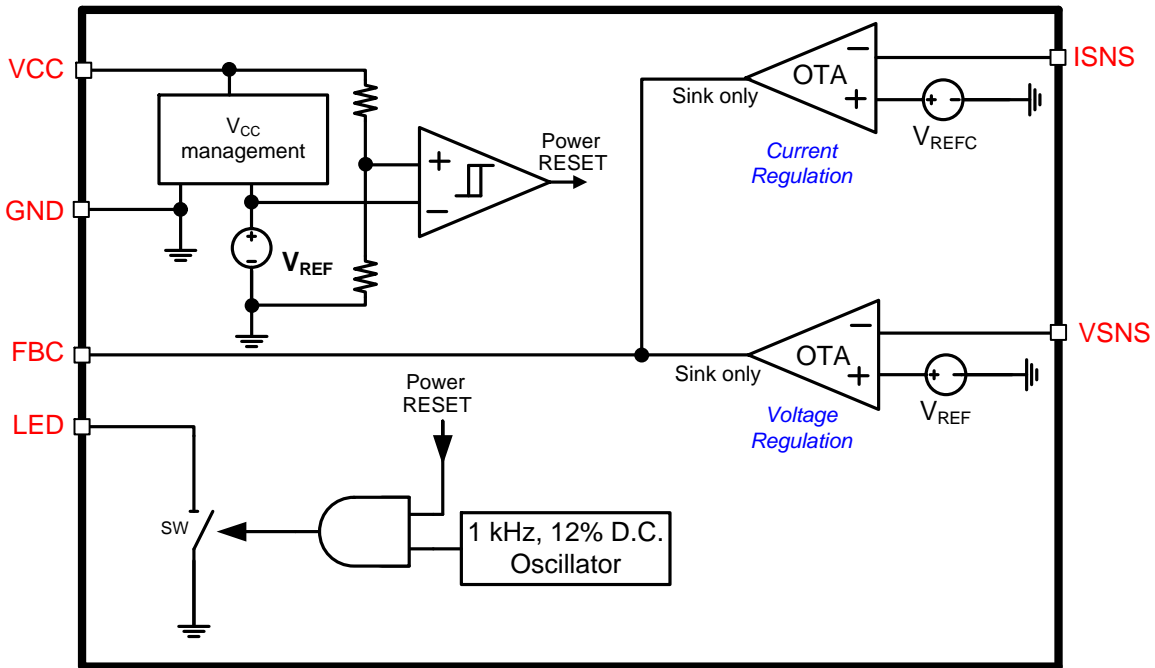 VCC
GND
FBC
LED
VCC
management
+
−
VREF
+
−
Power
RESET
Sink only
OTA
−
+
Current
Regulation
+ -
VREFC
ISNS
Sink only
OTA
−
+
Voltage
Regulation
+ -
VREF
VSNS
Power
RESET
SW
1 kHz, 12% D.C.
Oscillator